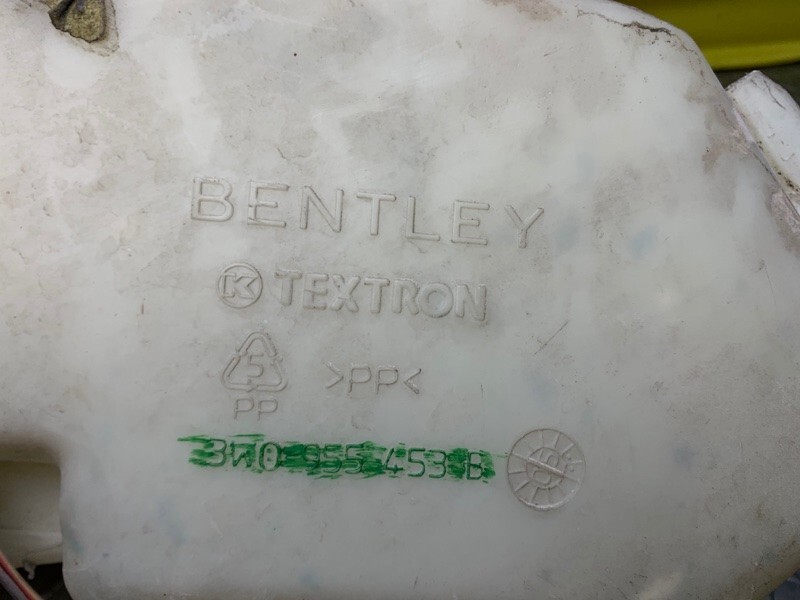 BENTLEY
K TEXTRON
5 >PP<
PP
3W0 955 453 B